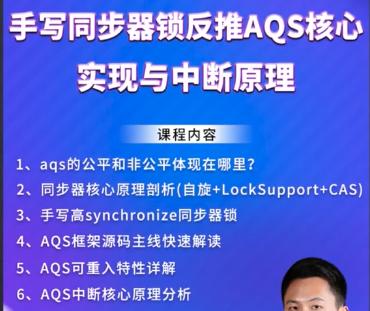 手写同步器锁反推AQS核心
实现与中断原理
课程内容
1、aqs的公平和非公平体现在哪里?
2、同步器核心原理剖析(自旋+LockSupport+CAS)
3、手写高synchronize同步器锁
4、AQS框架源码主线快速解读
5、AQS可重入特性详解
6、AQS中断核心原理分析